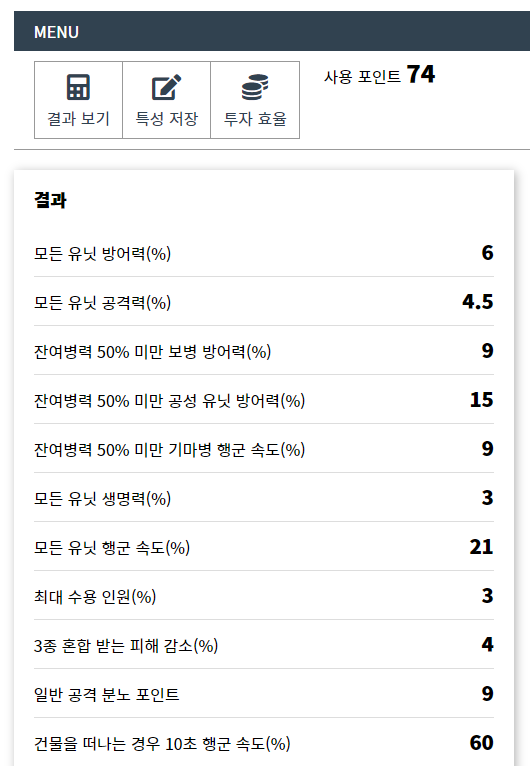 MENU
결과 보기
특성 저장
투자 효율
사용 포인트 74
결과
모든 유닛 방어력(%) 6
모든 유닛 공격력(%) 4.5
잔여병력 50% 미만 보병 방어력(%) 9
잔여병력 50% 미만 공성 유닛 방어력(%) 15
잔여병력 50% 미만 기마병 행군 속도(%) 9
모든 유닛 생명력(%) 3
모든 유닛 행군 속도(%) 21
최대 수용 인원(%) 3
3종 혼합 받는 피해 감소(%) 4
일반 공격 분노 포인트 9
건물을 떠나는 경우 10초 행군 속도(%) 60